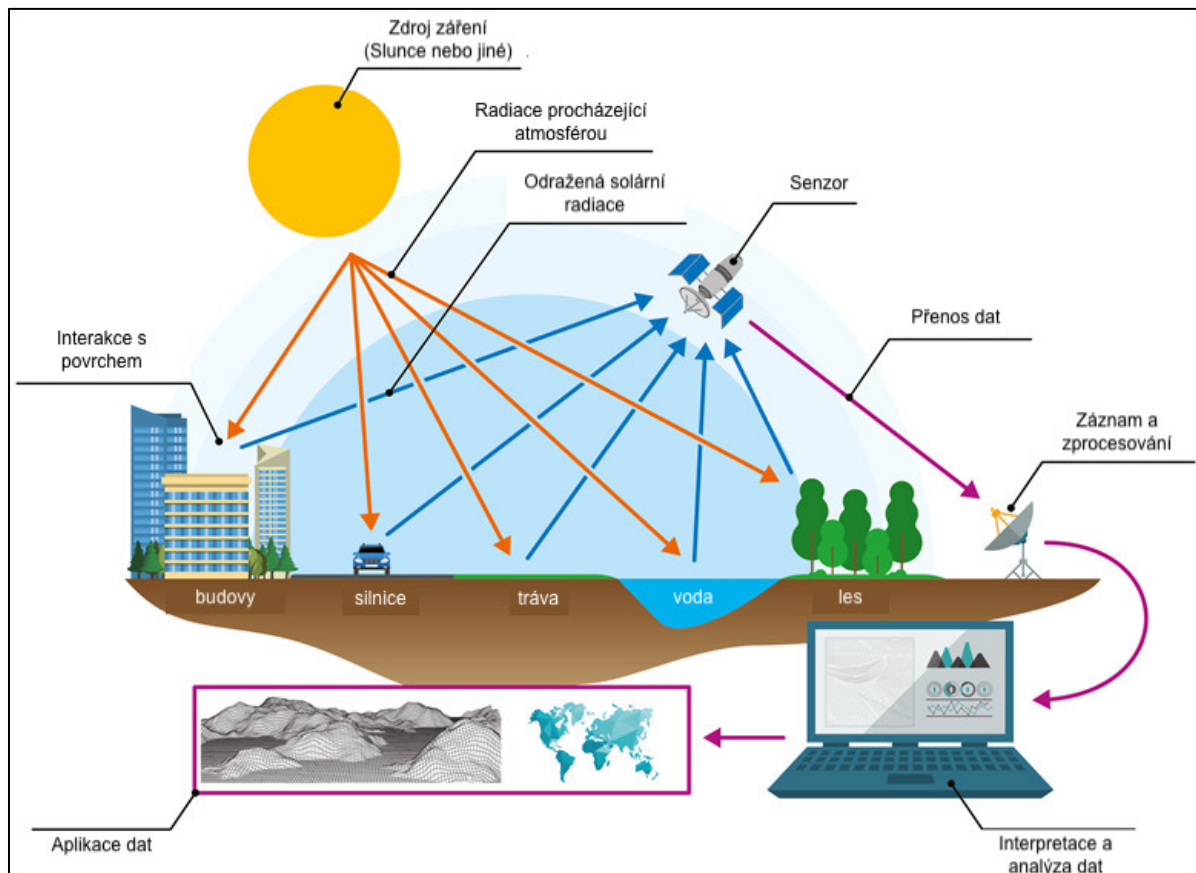 Zdroj záření
(Slunce nebo jiné)
Radiace procházející
atmosférou
Odražená solární
radiace
Senzor
Interakce s
povrchem
Přenos dat
Záznam a
zprocesování
budovy
silnice
tráva
voda
les
Aplikace dat
Interpretace a
analýza dat